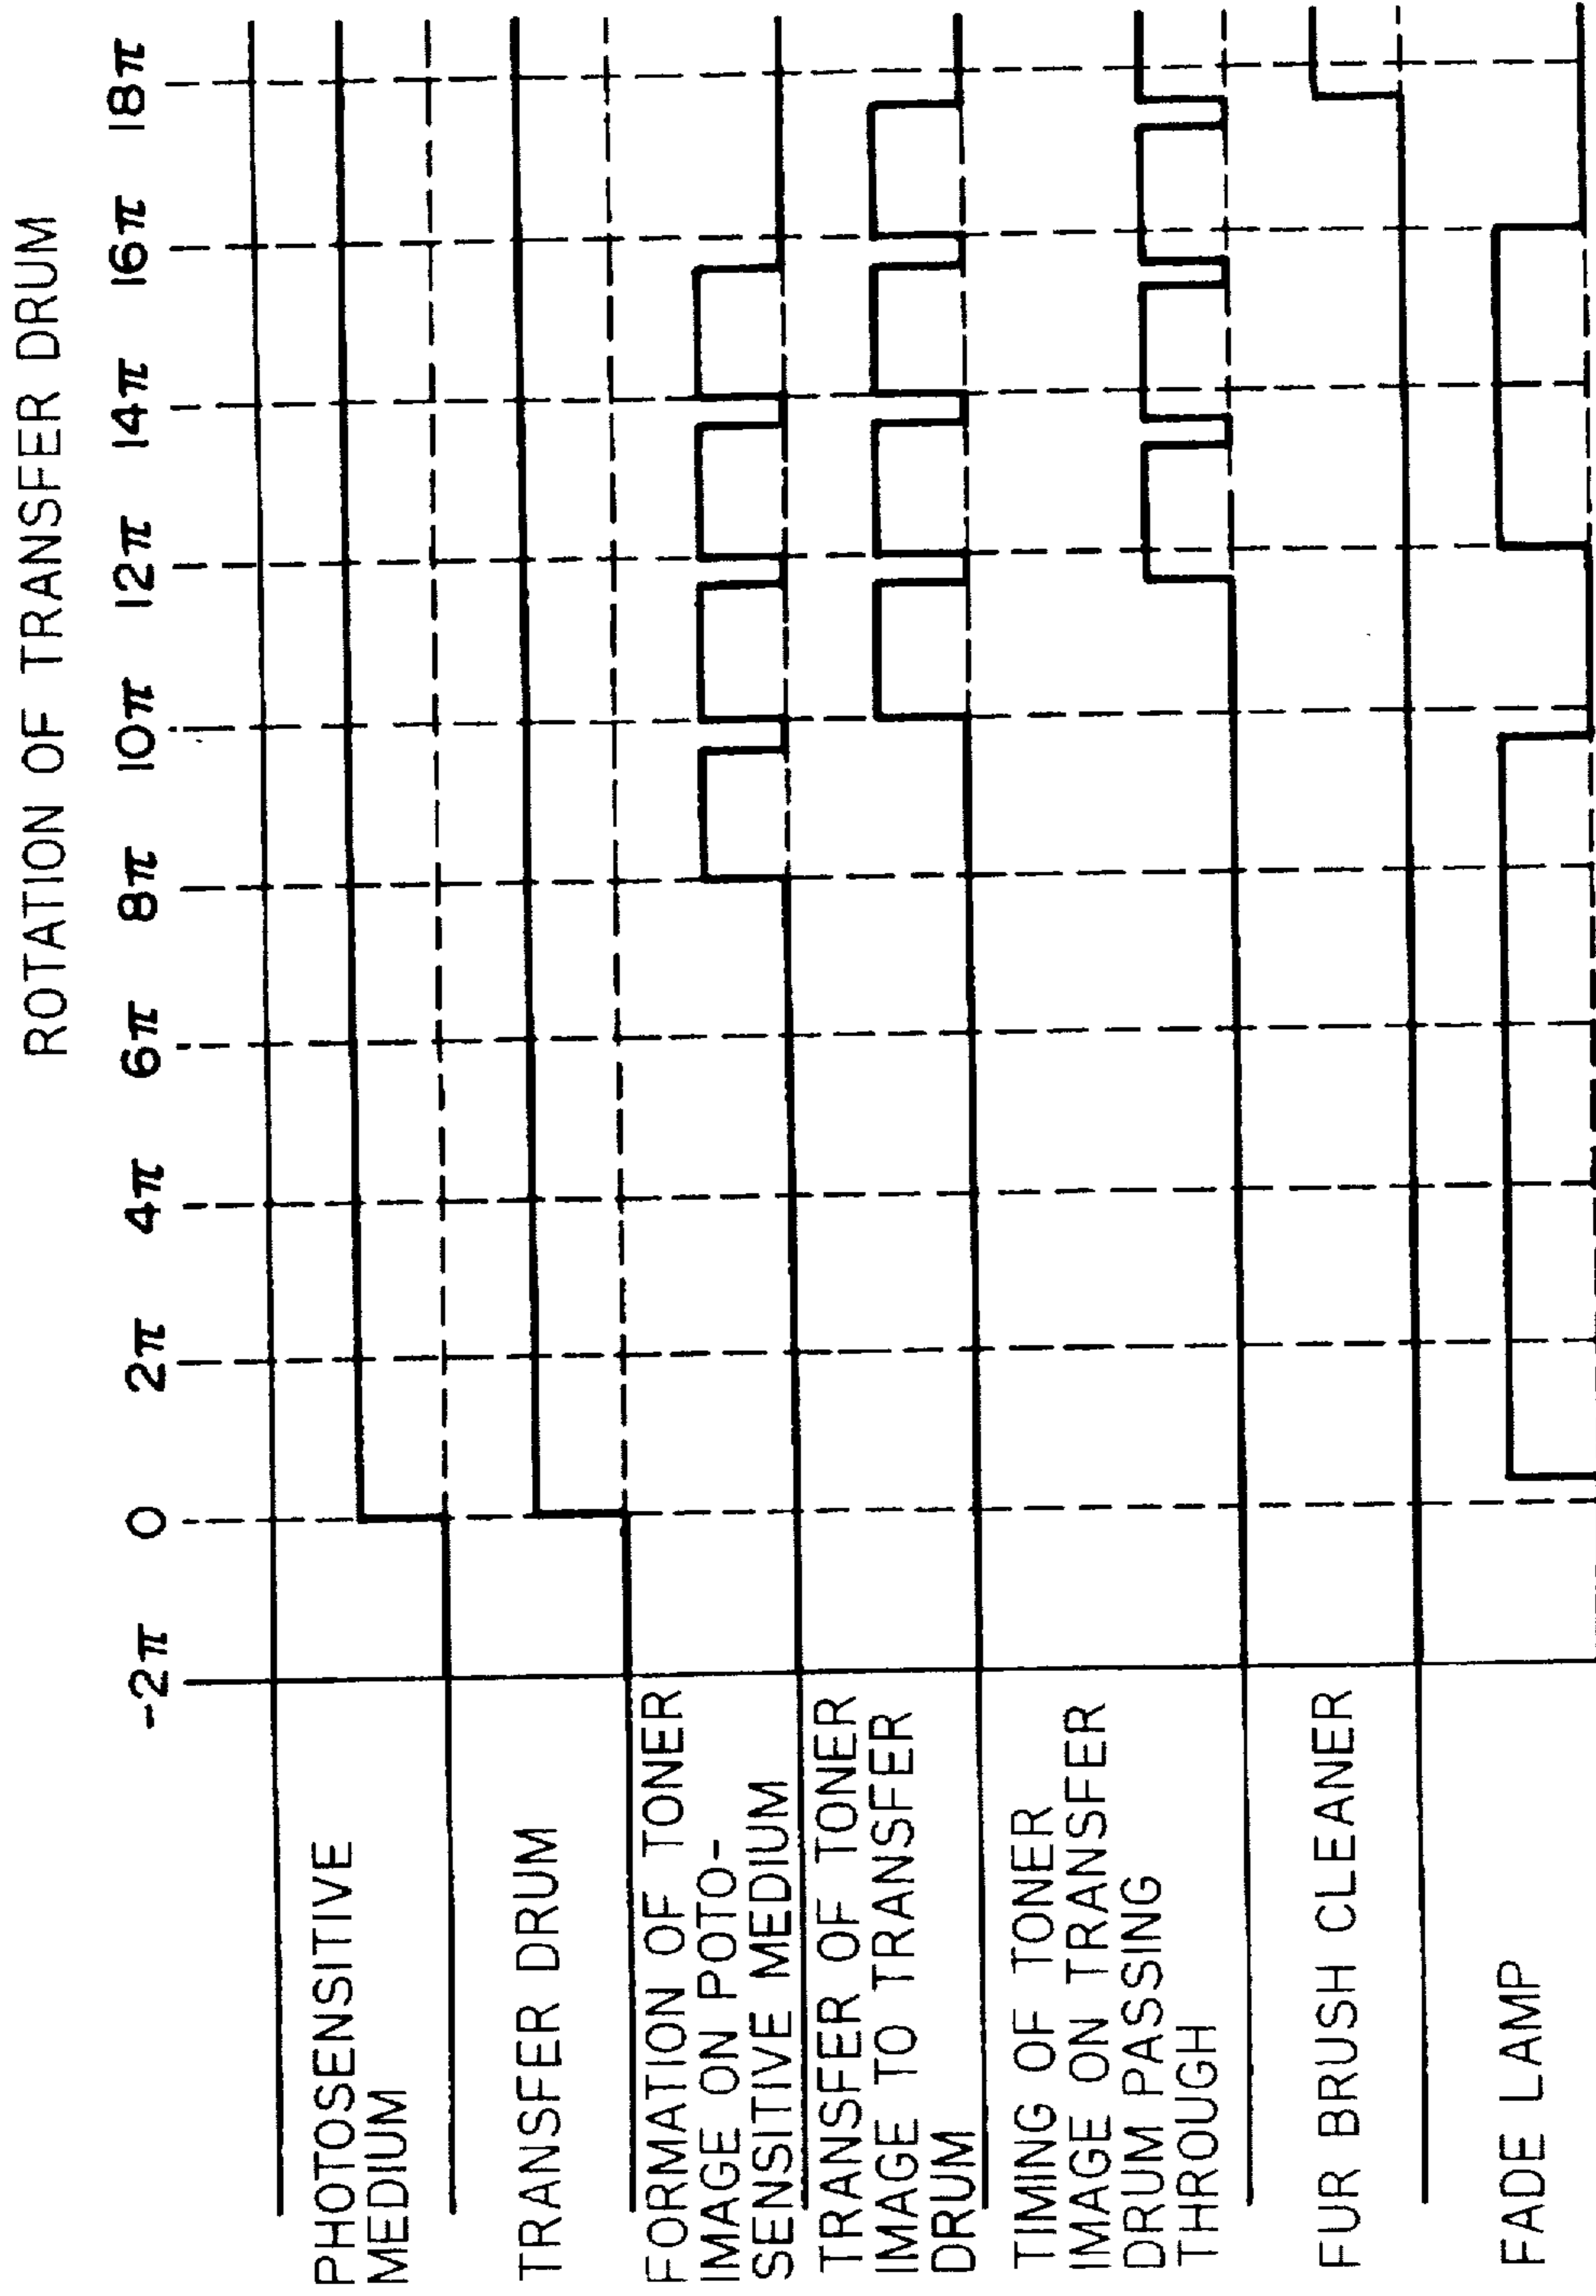 ROTATION OF TRANSFER DRUM
-2π 0 2π 4π 6π 8π 10π 12π 14π 16π 18π
PHOTOSENSITIVE
MEDIUM
TRANSFER DRUM
FORMATION OF TONER
IMAGE ON POTO-
SENSITIVE MEDIUM
TRANSFER OF TONER
IMAGE TO TRANSFER
DRUM
TIMING OF TONER
IMAGE ON TRANSFER
DRUM PASSING
THROUGH
FUR BRUSH CLEANER
FADE LAMP